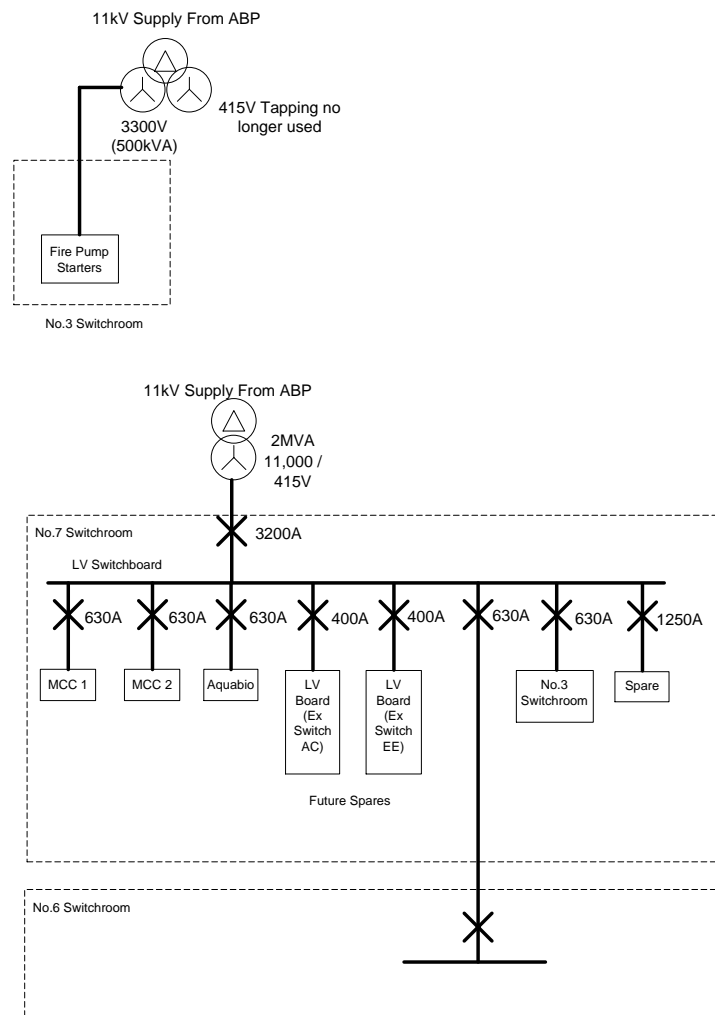 11kV Supply From ABP
415V Tapping no
longer used
3300V
(500kVA)
Fire Pump
Starters
No.3 Switchroom
11kV Supply From ABP
2MVA
11,000 /
415V
No.7 Switchroom
3200A
LV Switchboard
630A
630A
630A
400A
400A
630A
630A
1250A
MCC 1
MCC 2
Aquabio
LV
Board
(Ex
Switch
AC)
LV
Board
(Ex
Switch
EE)
No.3
Switchroom
Spare
Future Spares
No.6 Switchroom